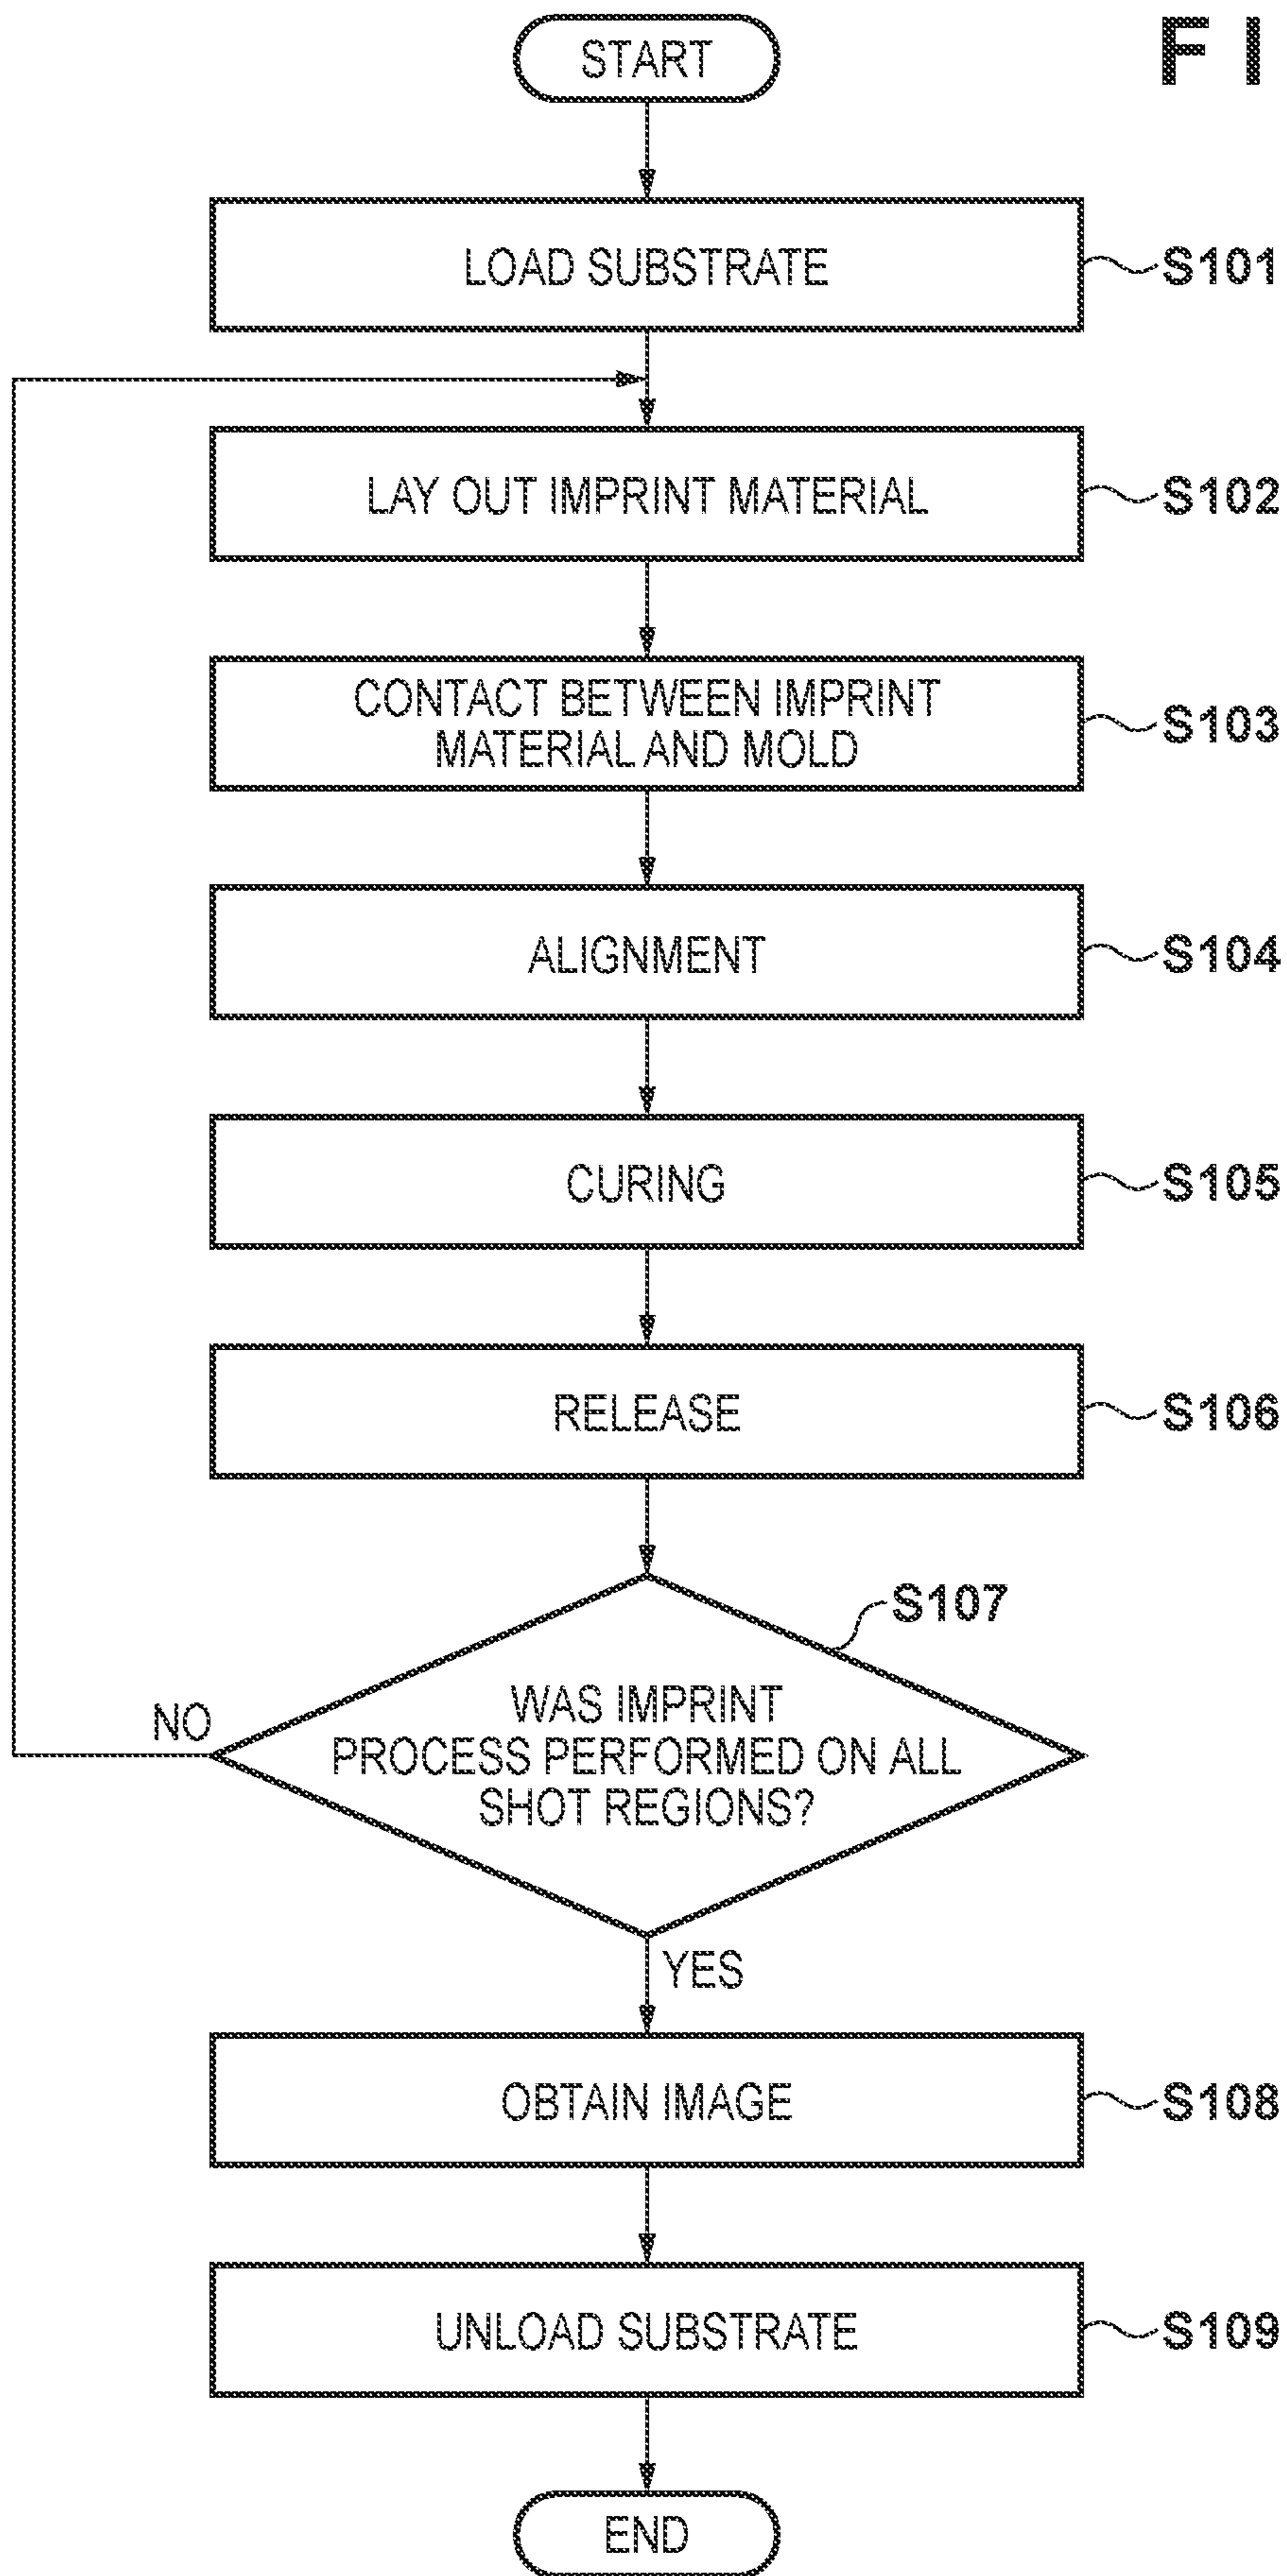 F I
START
LOAD SUBSTRATE
S101
LAY OUT IMPRINT MATERIAL
S102
CONTACT BETWEEN IMPRINT
MATERIAL AND MOLD
S103
ALIGNMENT
S104
CURING
S105
RELEASE
S106
S107
WAS IMPRINT
PROCESS PERFORMED ON ALL
SHOT REGIONS?
NO
YES
OBTAIN IMAGE
S108
UNLOAD SUBSTRATE
S109
END